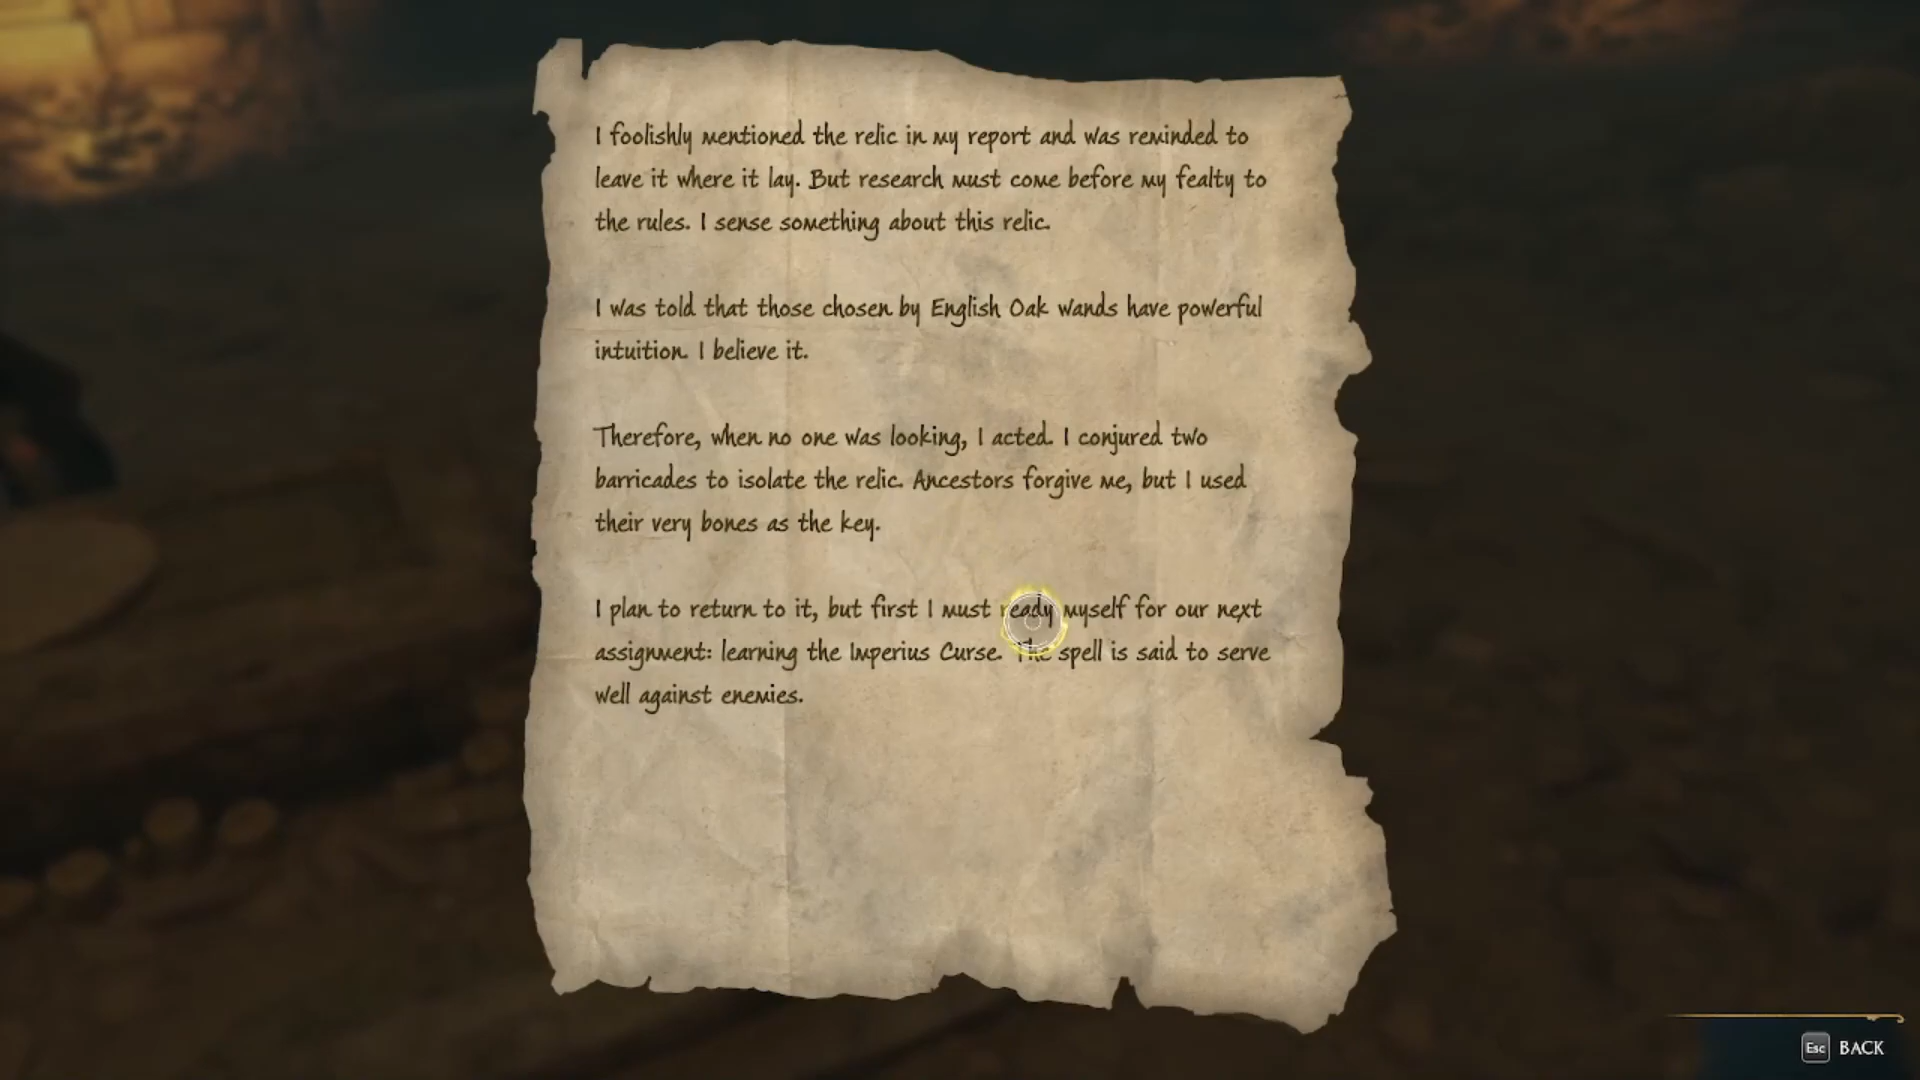 I foolishly mentioned the relic in my report and was reminded to
leave it where it lay. But research must come before my fealty to
the rules. I sense something about this relic.
I was told that those chosen by English Oak wands have powerful
intuition. I believe it.
Therefore, when no one was looking, I acted. I conjured two
barricades to isolate the relic. Ancestors forgive me, but I used
their very bones as the key.
I plan to return to it, but first I must ready myself for our next
assignment: learning the Imperius Curse. The spell is said to serve
well against enemies.
Esc BACK